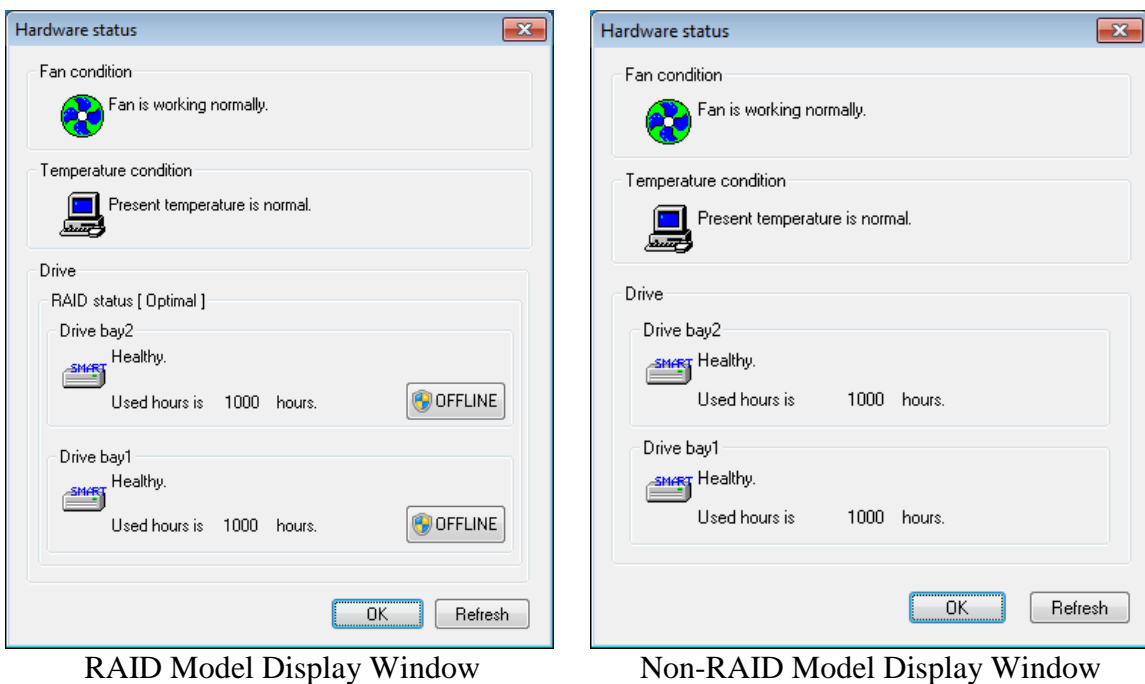 Hardware status
Fan condition
Fan is working normally.
Temperature condition
Present temperature is normal.
Drive
RAID status [ Optimal ]
Drive bay2
SMART
Healthy.
Used hours is 1000 hours.
OFFLINE
Drive bay1
SMART
Healthy.
Used hours is 1000 hours.
OFFLINE
OK Refresh
RAID Model Display Window
Hardware status
Fan condition
Fan is working normally.
Temperature condition
Present temperature is normal.
Drive
Drive bay2
SMART
Healthy.
Used hours is 1000 hours.
Drive bay1
SMART
Healthy.
Used hours is 1000 hours.
OK Refresh
Non-RAID Model Display Window